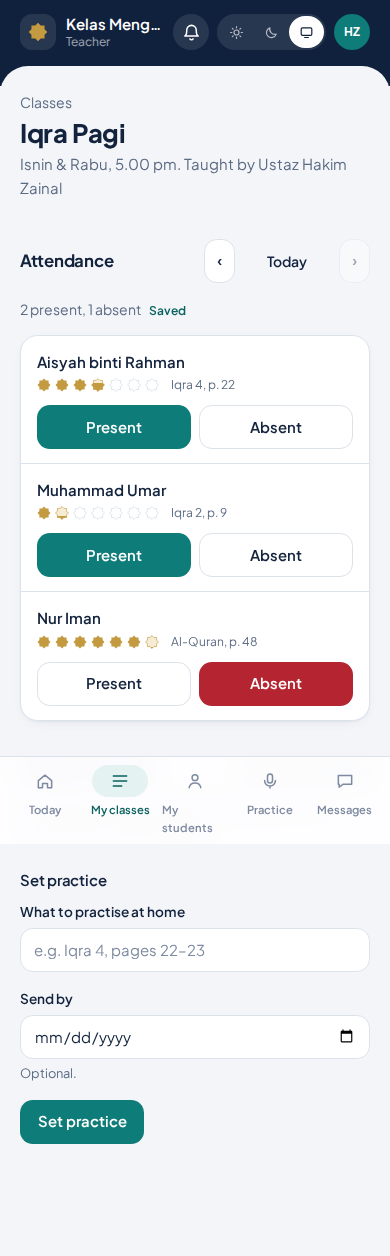 Kelas Meng…
Teacher
HZ
Classes
Iqra Pagi
Isnin & Rabu, 5.00 pm. Taught by Ustaz Hakim
Zainal
Attendance
‹
Today
›
2 present, 1 absent Saved
Aisyah binti Rahman
Iqra 4, p. 22
Present
Absent
Muhammad Umar
Iqra 2, p. 9
Present
Absent
Nur Iman
Al-Quran, p. 48
Present
Absent
Today
My classes
My
students
Practice
Messages
Set practice
What to practise at home
e.g. Iqra 4, pages 22–23
Send by
mm/dd/yyyy
Optional.
Set practice